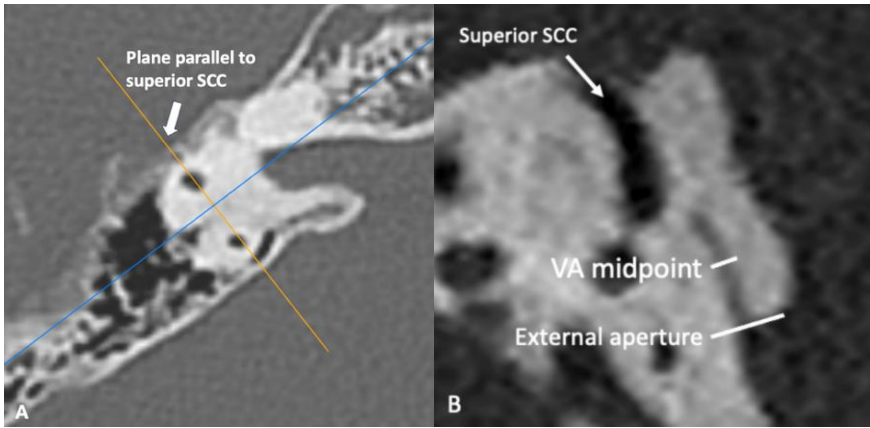 Plane parallel to
superior SCC
A
Superior SCC
VA midpoint
External aperture
B